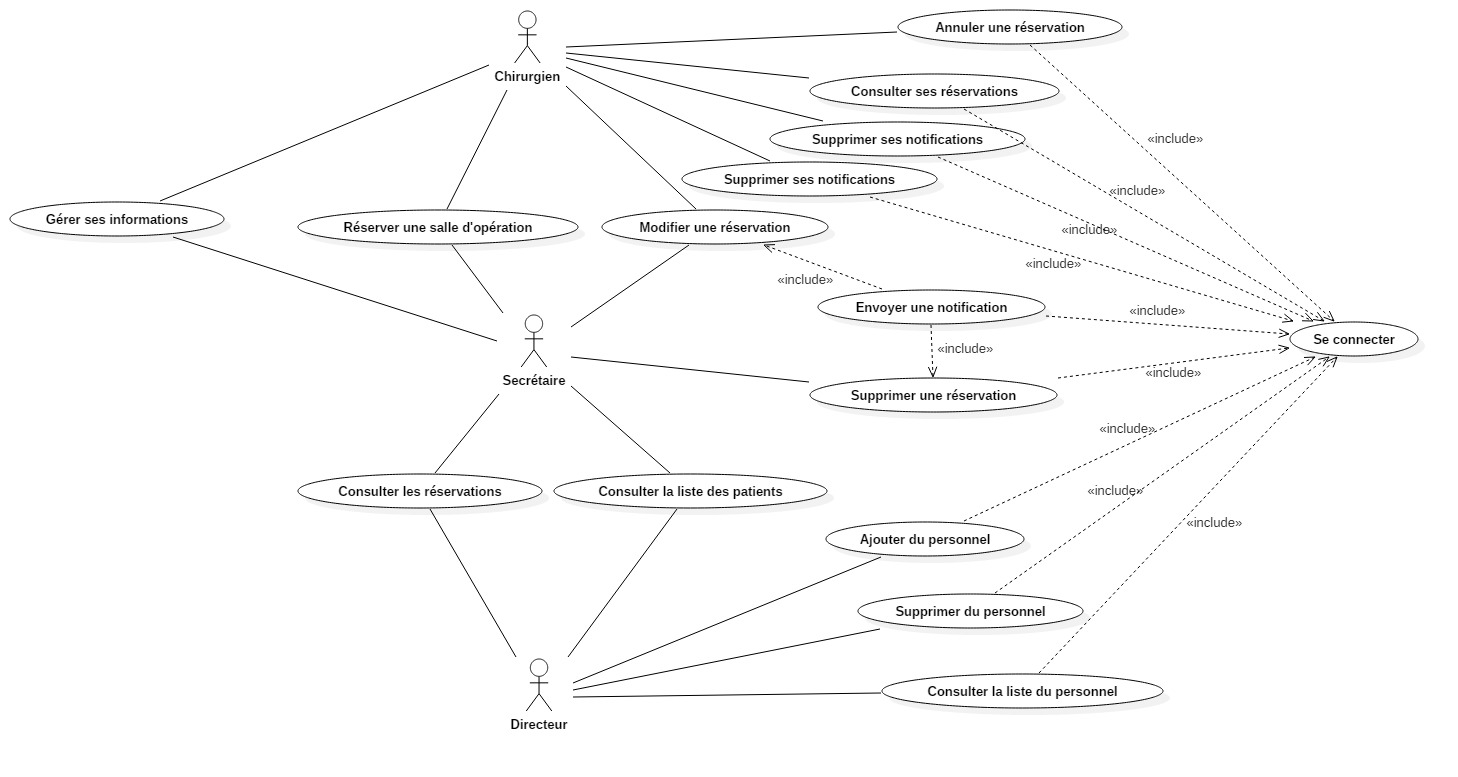 Annuler une réservation
Chirurgien
Consulter ses réservations
Supprimer ses notifications
«include»
Supprimer ses notifications
«include»
Gérer ses informations
Réserver une salle d'opération
Modifier une réservation
«include»
«include»
«include»
Envoyer une notification
«include»
Se connecter
«include»
«include»
Secrétaire
Supprimer une réservation
«include»
Consulter les réservations
Consulter la liste des patients
«include»
«include»
Ajouter du personnel
Supprimer du personnel
Consulter la liste du personnel
Directeur